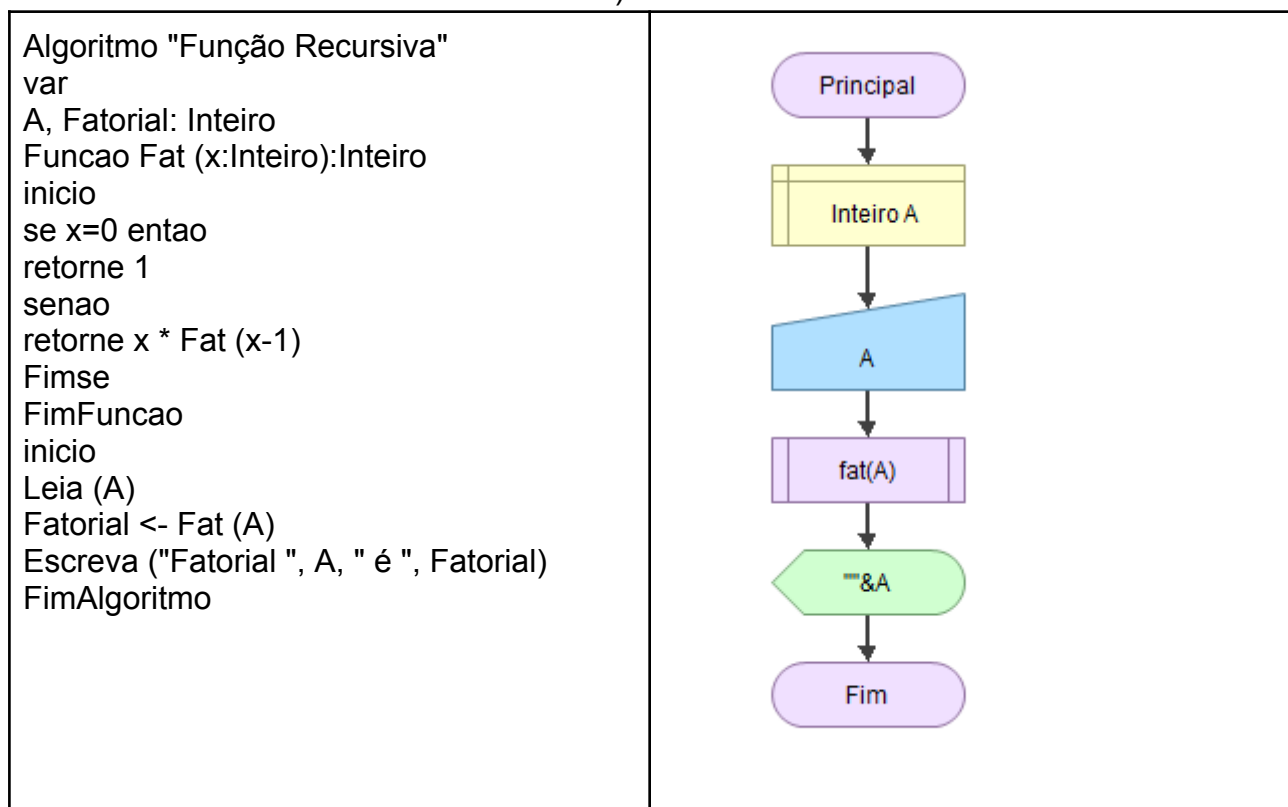 )
Algoritmo "Função Recursiva"
var
A, Fatorial: Inteiro
Funcao Fat (x:Inteiro):Inteiro
inicio
se x=0 entao
retorne 1
senao
retorne x * Fat (x-1)
Fimse
FimFuncao
inicio
Leia (A)
Fatorial <- Fat (A)
Escreva ("Fatorial ", A, " é ", Fatorial)
FimAlgoritmo
Principal
Inteiro A
A
fat(A)
""&A
Fim